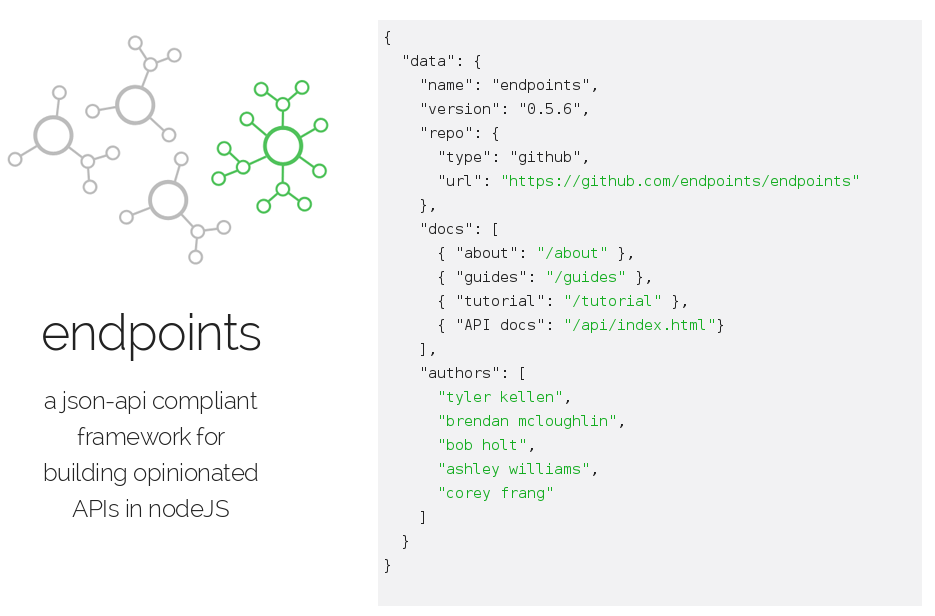 endpoints
a json-api compliant
framework for
building opinionated
APIs in nodeJS
{
  "data": {
    "name": "endpoints",
    "version": "0.5.6",
    "repo": {
      "type": "github",
      "url": "https://github.com/endpoints/endpoints"
    },
    "docs": [
      { "about": "/about" },
      { "guides": "/guides" },
      { "tutorial": "/tutorial" },
      { "API docs": "/api/index.html"}
    ],
    "authors": [
      "tyler kellen",
      "brendan mcloughlin",
      "bob holt",
      "ashley williams",
      "corey frang"
    ]
  }
}